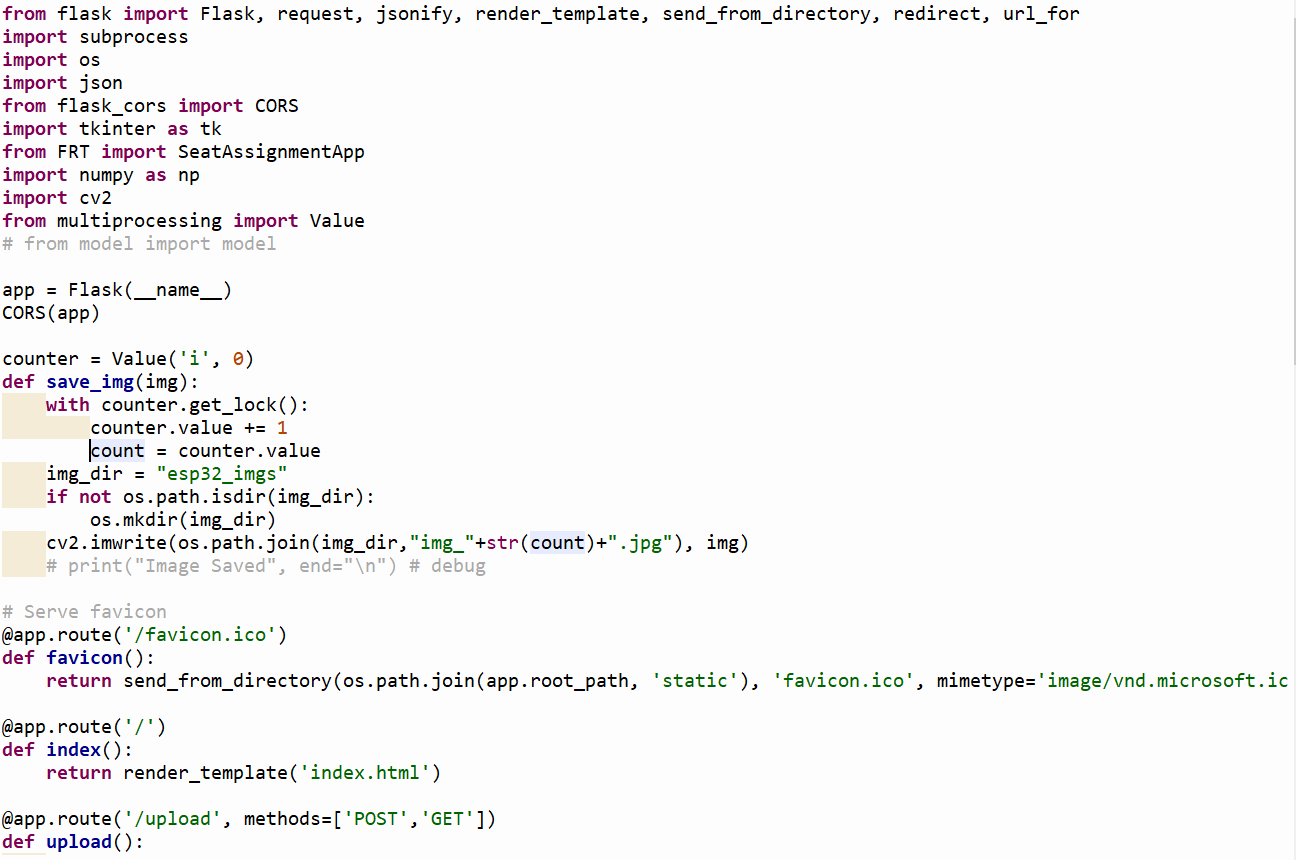 from flask import Flask, request, jsonify, render_template, send_from_directory, redirect, url_for
import subprocess
import os
import json
from flask_cors import CORS
import tkinter as tk
from FRT import SeatAssignmentApp
import numpy as np
import cv2
from multiprocessing import Value
# from model import model

app = Flask(__name__)
CORS(app)

counter = Value('i', 0)
def save_img(img):
    with counter.get_lock():
        counter.value += 1
        count = counter.value
    img_dir = "esp32_imgs"
    if not os.path.isdir(img_dir):
        os.mkdir(img_dir)
    cv2.imwrite(os.path.join(img_dir,"img_"+str(count)+".jpg"), img)
    # print("Image Saved", end="\n") # debug

# Serve favicon
@app.route('/favicon.ico')
def favicon():
    return send_from_directory(os.path.join(app.root_path, 'static'), 'favicon.ico', mimetype='image/vnd.microsoft.ic

@app.route('/')
def index():
    return render_template('index.html')

@app.route('/upload', methods=['POST','GET'])
def upload():